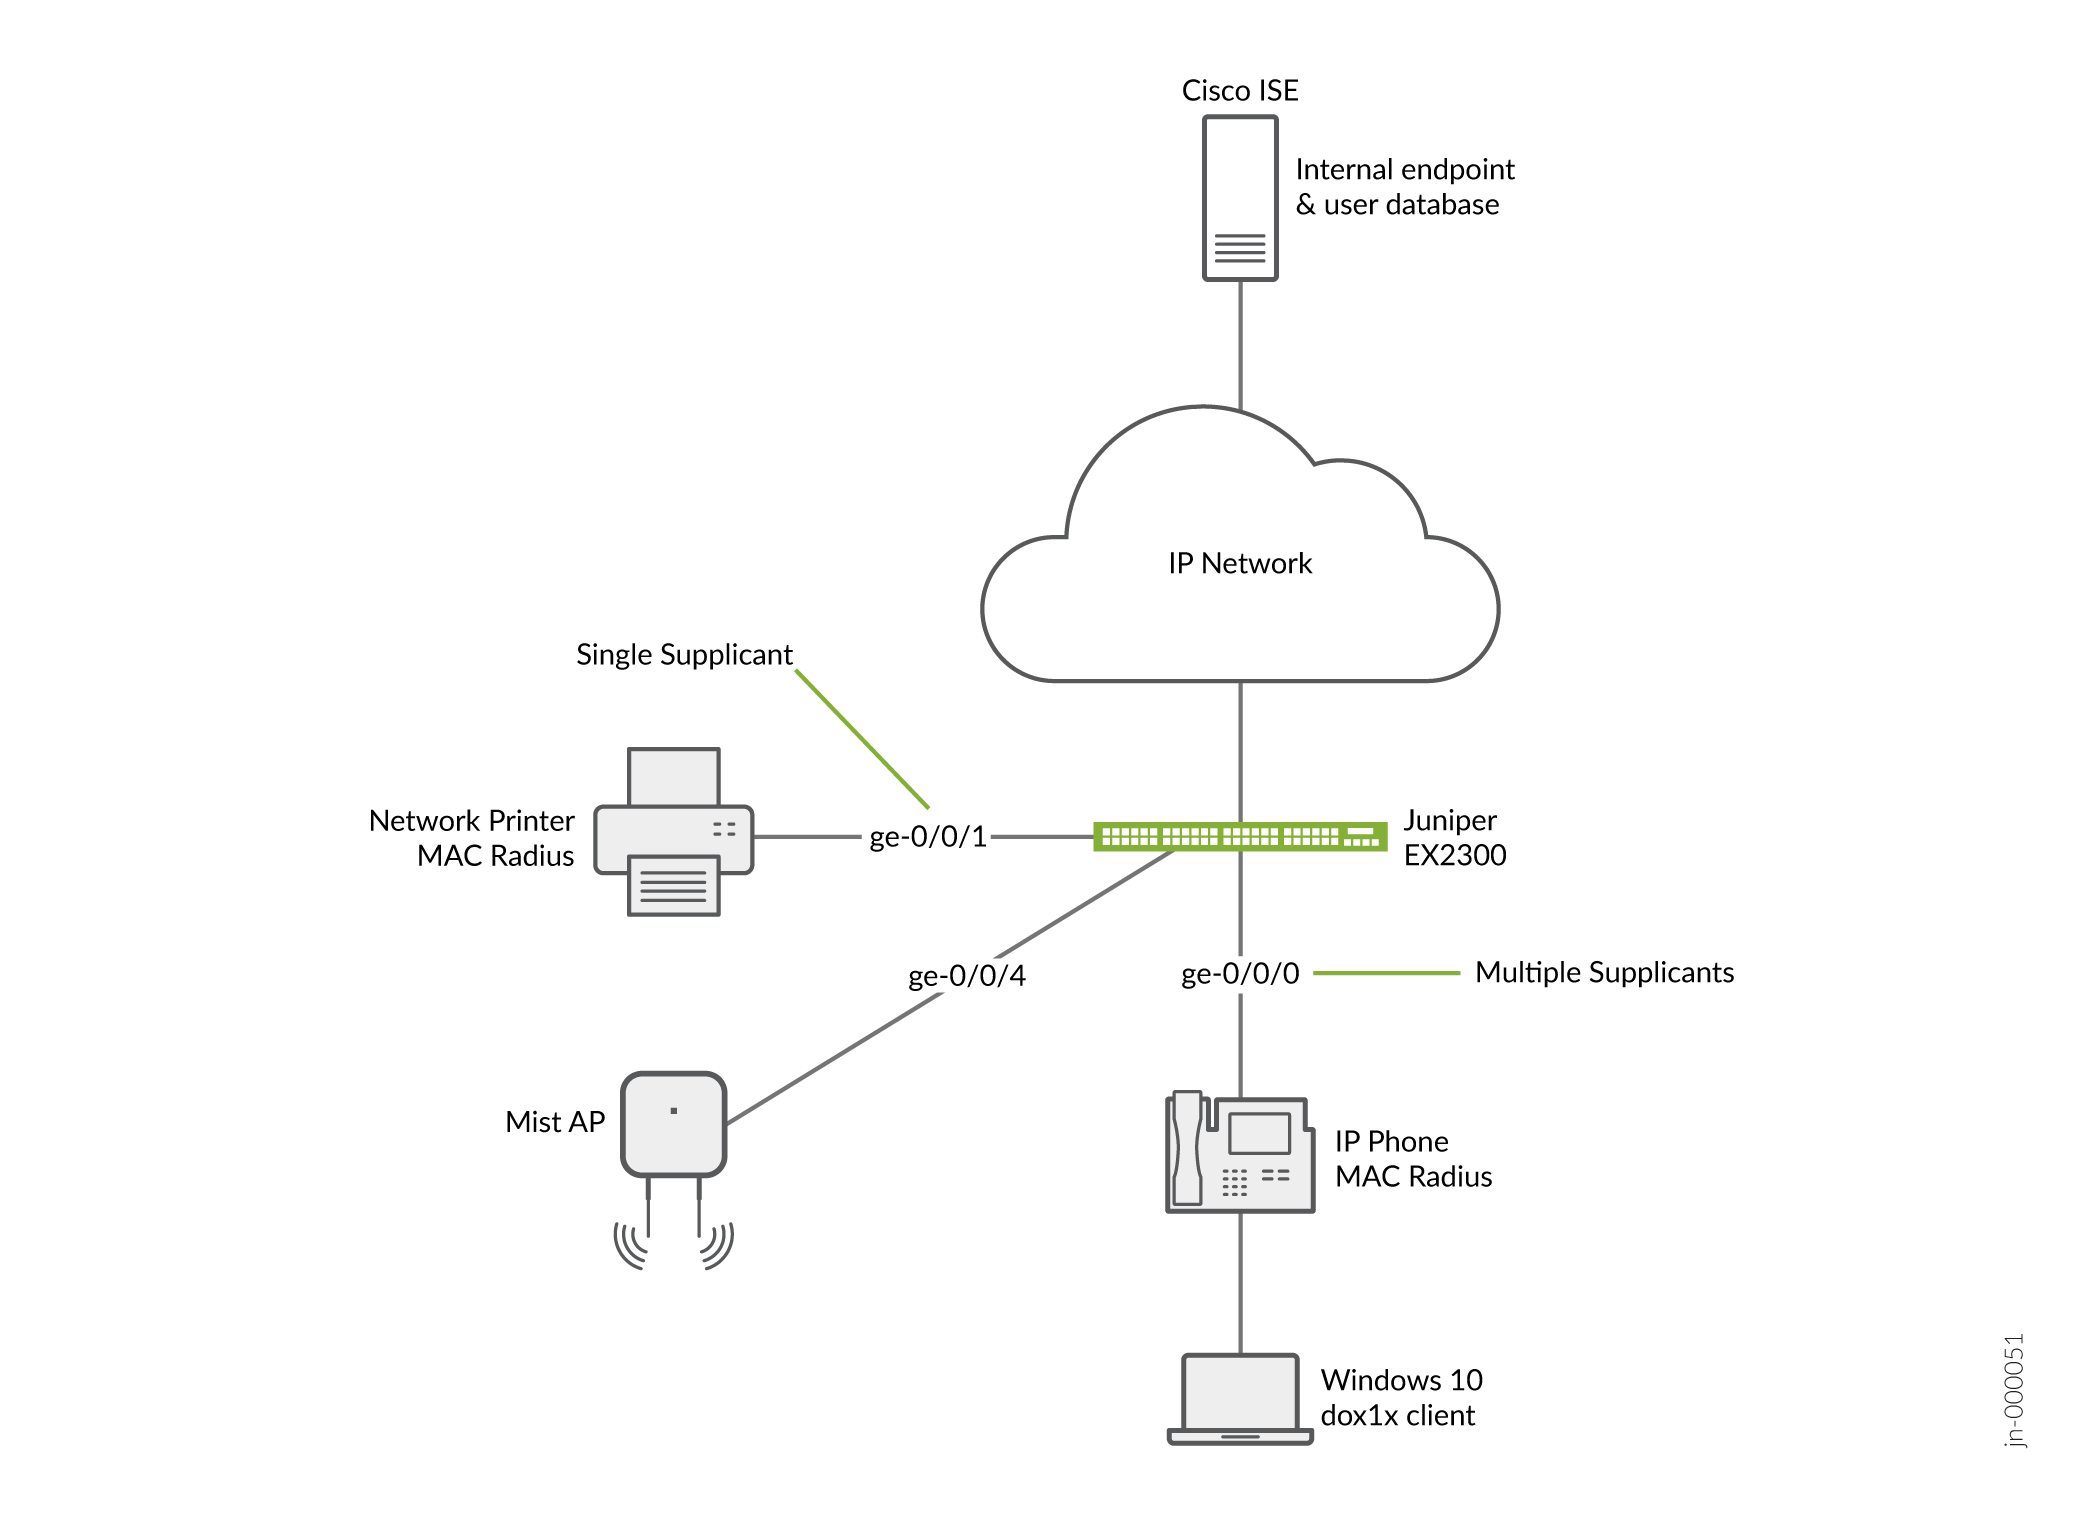 Cisco ISE
Internal endpoint
& user database
IP Network
Single Supplicant
Network Printer
MAC Radius
ge-0/0/1
Juniper
EX2300
ge-0/0/4
ge-0/0/0
Multiple Supplicants
Mist AP
IP Phone
MAC Radius
Windows 10
dox1x client
jn-000051